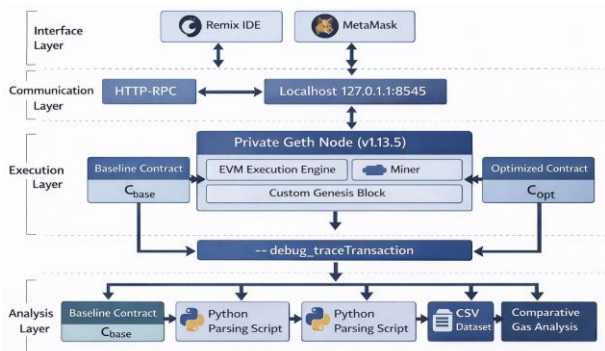 Interface
Layer
Remix IDE
MetaMask
Communication
Layer
HTTP-RPC
Localhost 127.0.1.1:8545
Execution
Layer
Private Geth Node (v1.13.5)
EVM Execution Engine
Miner
Custom Genesis Block
Baseline Contract
Cbase
Optimized Contract
Copt
-- debug_traceTransaction
Analysis
Layer
Baseline Contract
Cbase
Python
Parsing Script
Python
Parsing Script
CSV
Dataset
Comparative
Gas Analysis